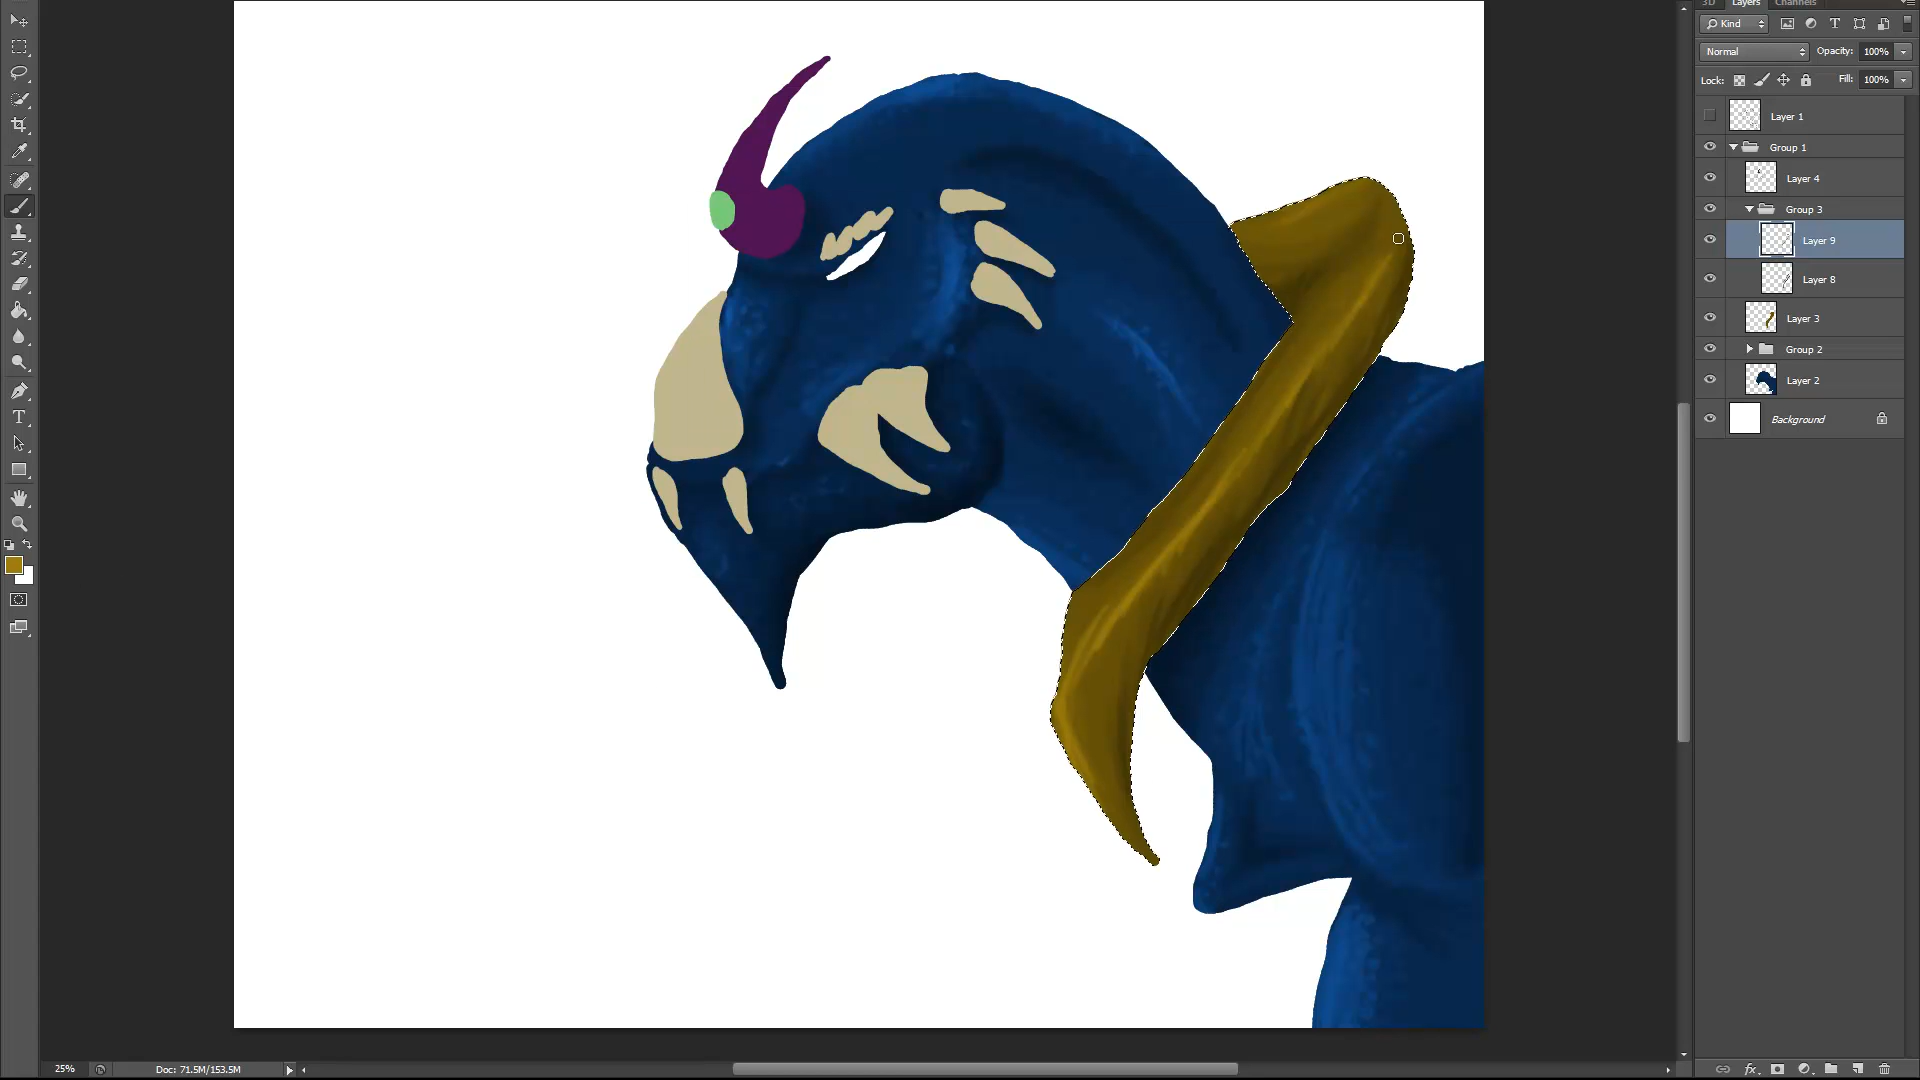 3D Layers Channels
Kind
Normal Opacity: 100%
Lock: Fill: 100%
Layer 1
Group 1
Layer 4
Group 3
Layer 9
Layer 8
Layer 3
Group 2
Layer 2
Background
25% Doc: 71.5M/153.5M